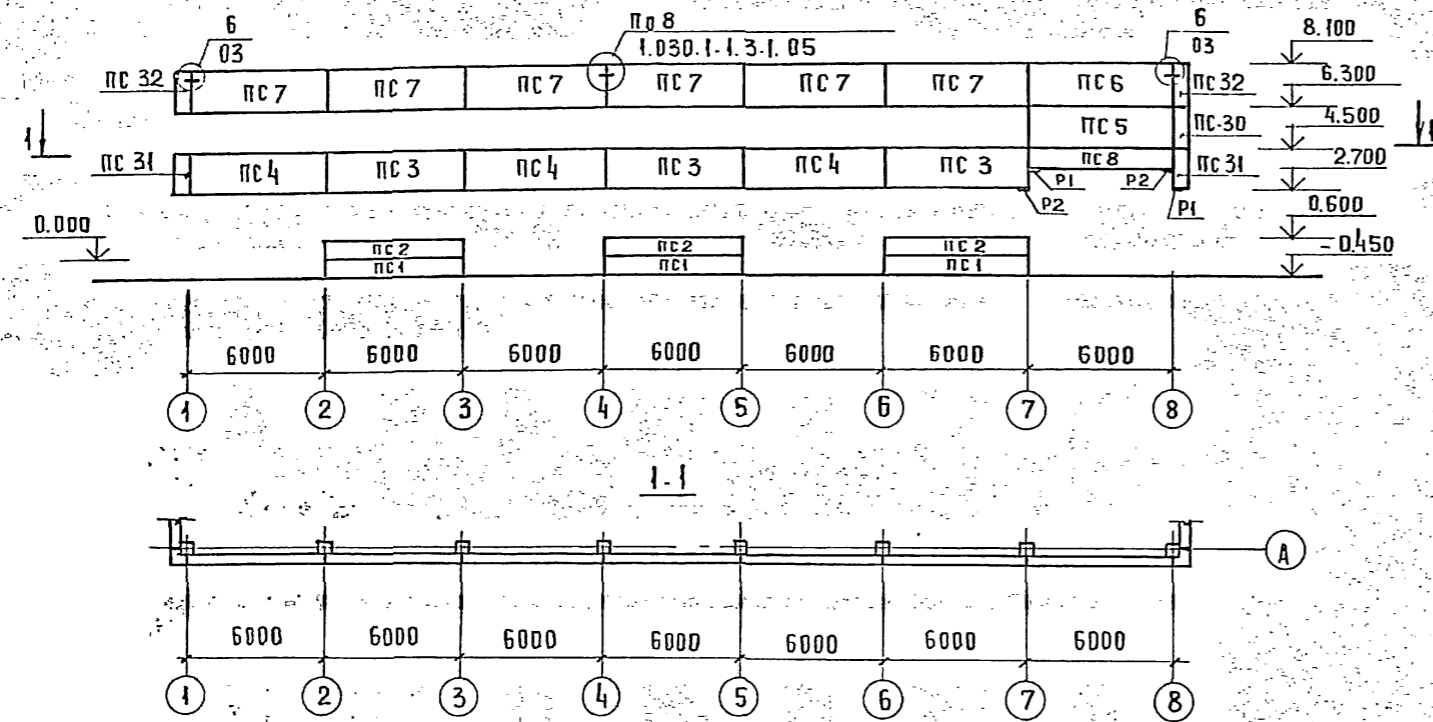 6
03
По 8
1.030.1-1.3-1.05
6
03
8.100
ПС 32 ПС 7 ПС 7 ПС 7 ПС 7 ПС 7 ПС 7 ПС 6 ПС 32
6.300
ПС 5 ПС-30
4.500
1 1
ПС 31 ПС 4 ПС 3 ПС 4 ПС 3 ПС 4 ПС 3 ПС 8 ПС 31
2.700
Р1 Р2
Р2 Р1
0.600
0.000
-0.450
ПС 2 ПС 2 ПС 2
ПС1 ПС1 ПС 1
6000 6000 6000 6000 6000 6000 6000
1 2 3 4 5 6 7 8
1-1
А
6000 6000 6000 6000 6000 6000 6000
1 2 3 4 5 6 7 8